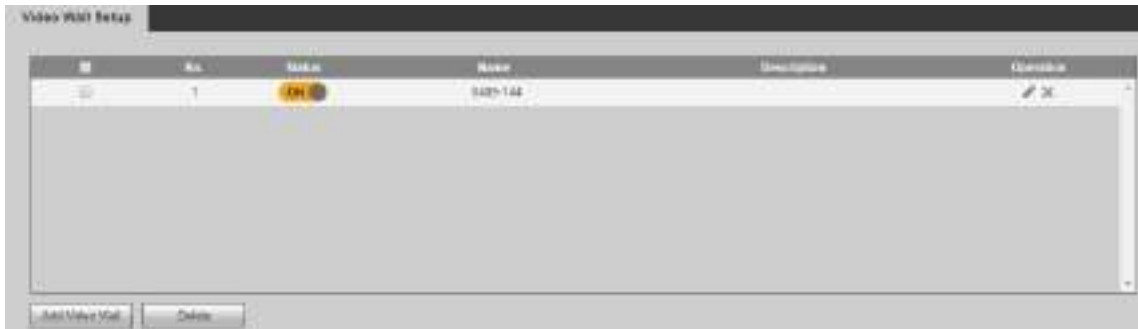 Video Wall Setup
No. Status Name Description Operation
1 ON
Add Video Wall Delete